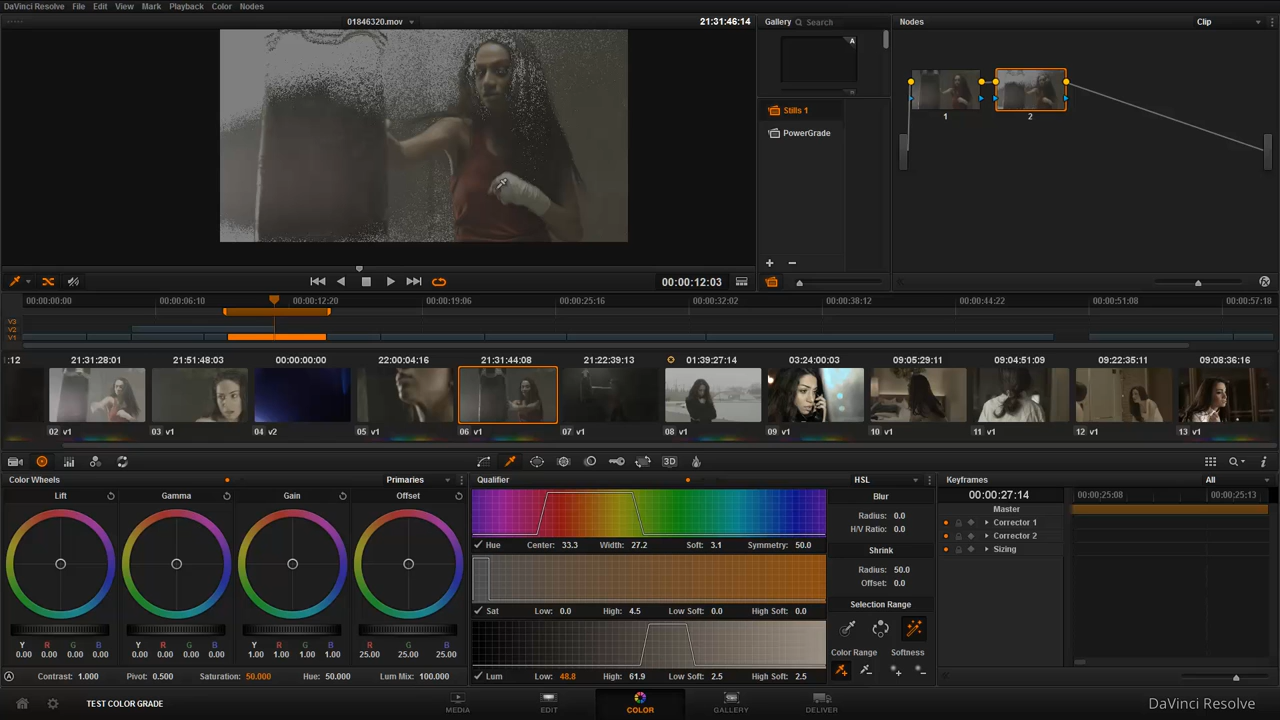 DaVinci Resolve File Edit View Mark Playback Color Nodes
01846320.mov 21:31:46:14 Gallery Search Nodes Clip
A
Stills 1
PowerGrade
1 2
00:00:12:03
00:00:00:00 00:00:06:10 00:00:12:20 00:00:19:06 00:00:25:16 00:00:32:02 00:00:38:12 00:00:44:22 00:00:51:08 00:00:57:18
V3
V2
V1
:12 21:31:28:01 21:51:48:03 00:00:00:00 22:00:04:16 21:31:44:08 21:22:39:13 01:39:27:14 03:24:00:03 09:05:29:11 09:04:51:09 09:22:35:11 09:08:36:16
02 V1 03 V1 04 V2 05 V1 06 V1 07 V1 08 V1 09 V1 10 V1 11 V1 12 V1 13 V1
3D
Color Wheels Primaries Qualifier HSL Keyframes All
Lift Gamma Gain Offset Blur 00:00:27:14 00:00:25:08 00:00:25:13
Radius: 0.0 Master
H/V Ratio: 0.0 Corrector 1
Hue Center: 33.3 Width: 27.2 Soft: 3.1 Symmetry: 50.0 Corrector 2
Shrink Sizing
Radius: 50.0
Offset: 0.0
Sat Low: 0.0 High: 4.5 Low Soft: 0.0 High Soft: 0.0 Selection Range
Y R G B Y R G B Y R G B R G B
0.00 0.00 0.00 0.00 0.00 0.00 0.00 0.00 1.00 1.00 1.00 1.00 25.00 25.00 25.00 Color Range Softness
A Contrast: 1.000 Pivot: 0.500 Saturation: 50.000 Hue: 50.000 Lum Mix: 100.000 Lum Low: 48.8 High: 61.9 Low Soft: 2.5 High Soft: 2.5
TEST COLOR GRADE MEDIA EDIT COLOR GALLERY DELIVER DaVinci Resolve